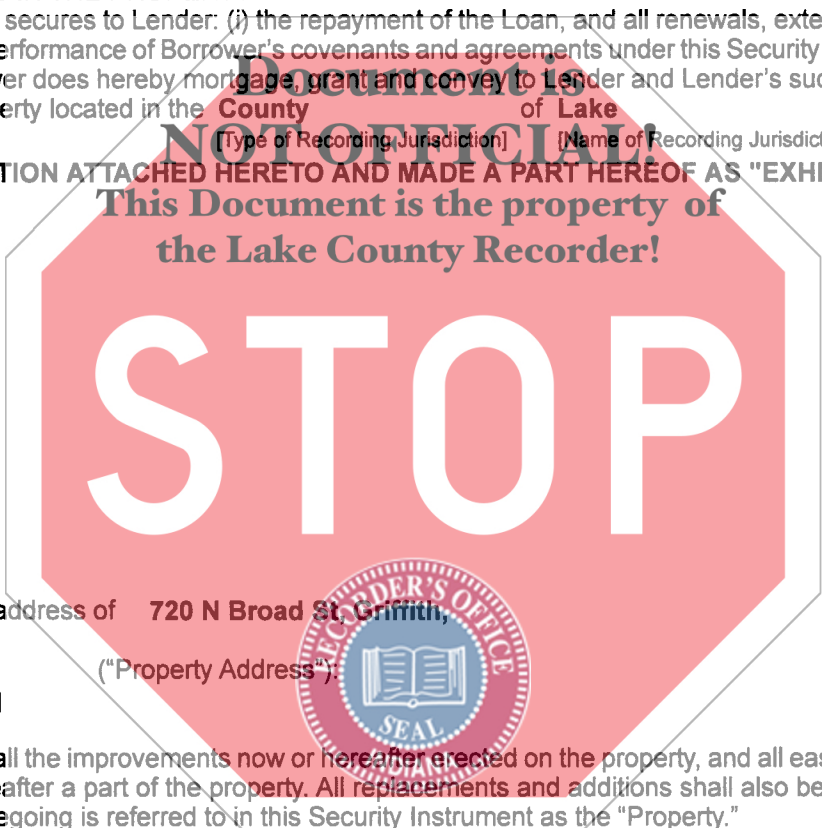 secures to Lender: (i) the repayment of the Loan, and all renewals, exte
erformance of Borrower's covenants and agreements under this Security
er does hereby mortgage, grant and convey to Lender and Lender's suc
erty located in the County of Lake
[Type of Recording Jurisdiction] [Name of Recording Jurisdict
TION ATTACHED HERETO AND MADE A PART HEREOF AS "EXHI
Document is
NOT OFFICIAL!
This Document is the property of
the Lake County Recorder!
STOP
address of 720 N Broad St, Griffith,
("Property Address"):
RECORDER'S OFFICE
SEAL
INDIANA
all the improvements now or hereafter erected on the property, and all eas
after a part of the property. All replacements and additions shall also be
egoing is referred to in this Security Instrument as the "Property."